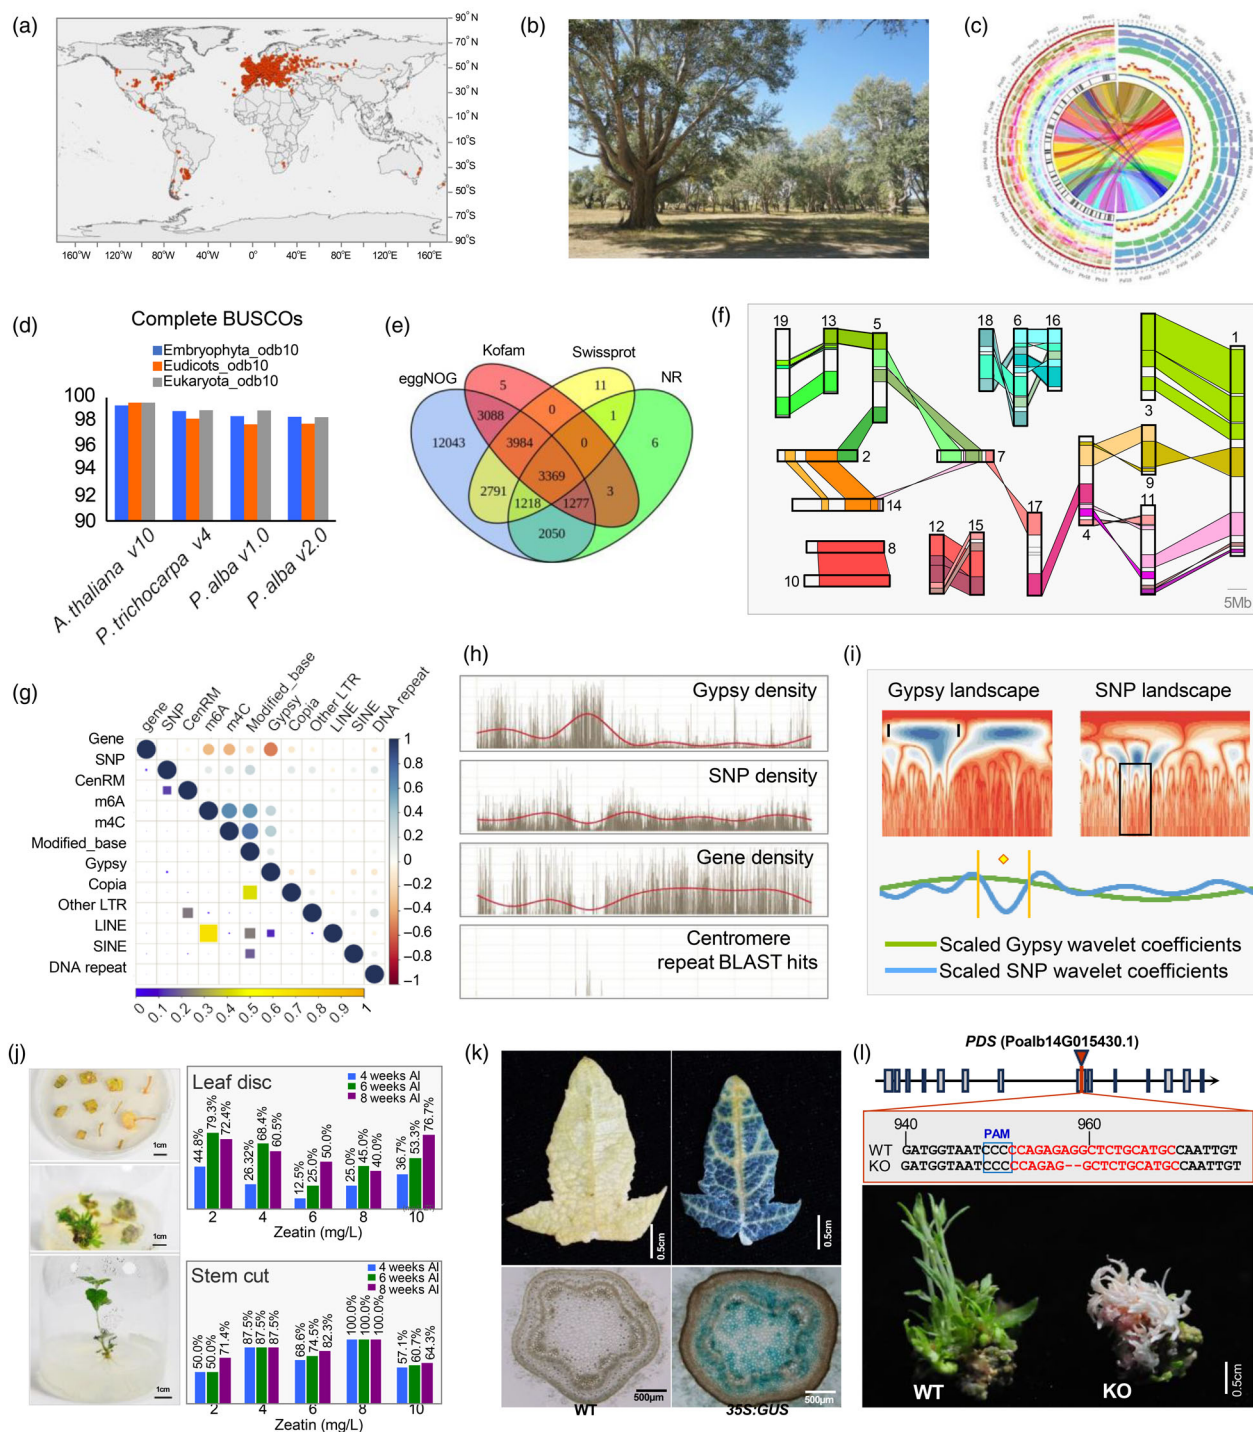 (a)
90°N
70°N
50°N
30°N
10°N
10°S
30°S
50°S
70°S
90°S
160°W 120°W 80°W 40°W 0° 40°E 80°E 120°E 160°E
(b)
(c)
(d)
Complete BUSCOs
Embryophyta_odb10
Eudicots_odb10
Eukaryota_odb10
100
98
96
94
92
90
A. thaliana v10
P. trichocarpa v4
P. alba v1.0
P. alba v2.0
(e)
Kofam Swissprot
eggNOG NR
5 11
3088 0 1
12043 3984 0 6
3369
2791 3
1218 1277
2050
(f)
19 13 5 18 6 16 1
3
2 7 9
14 17 4 11
12 15
8
10
5Mb
(g)
gene SNP CenRM m6A m4C Modified_base Gypsy Copia Other LTR LINE SINE DNA repeat
Gene
SNP
CenRM
m6A
m4C
Modified_base
Gypsy
Copia
Other LTR
LINE
SINE
DNA repeat
1
0.8
0.6
0.4
0.2
0
−0.2
−0.4
−0.6
−0.8
−1
0 0.1 0.2 0.3 0.4 0.5 0.6 0.7 0.8 0.9 1
(h)
Gypsy density
SNP density
Gene density
Centromere
repeat BLAST hits
(i)
Gypsy landscape SNP landscape
Scaled Gypsy wavelet coefficients
Scaled SNP wavelet coefficients
(j)
1cm
1cm
1cm
Leaf disc
4 weeks AI
6 weeks AI
8 weeks AI
44.8% 79.3% 72.4% 26.32% 68.4% 60.5% 12.5% 25.0% 50.0% 25.0% 45.0% 40.0% 36.7% 53.3% 76.7%
2 4 6 8 10
Zeatin (mg/L)
Stem cut
4 weeks AI
6 weeks AI
8 weeks AI
50.0% 50.0% 71.4% 87.5% 87.5% 87.5% 68.6% 74.5% 82.3% 100.0% 100.0% 100.0% 57.1% 60.7% 64.3%
2 4 6 8 10
Zeatin (mg/L)
(k)
0.5cm 0.5cm
500μm 500μm
WT 35S:GUS
(l)
PDS (Poalb14G015430.1)
940 960
PAM
WT GATGGTAATCCCCCAGAGAGGCTCTGCATGCCAATTGT
KO GATGGTAATCCCCCAGAG--GCTCTGCATGCCAATTGT
WT KO
0.5cm